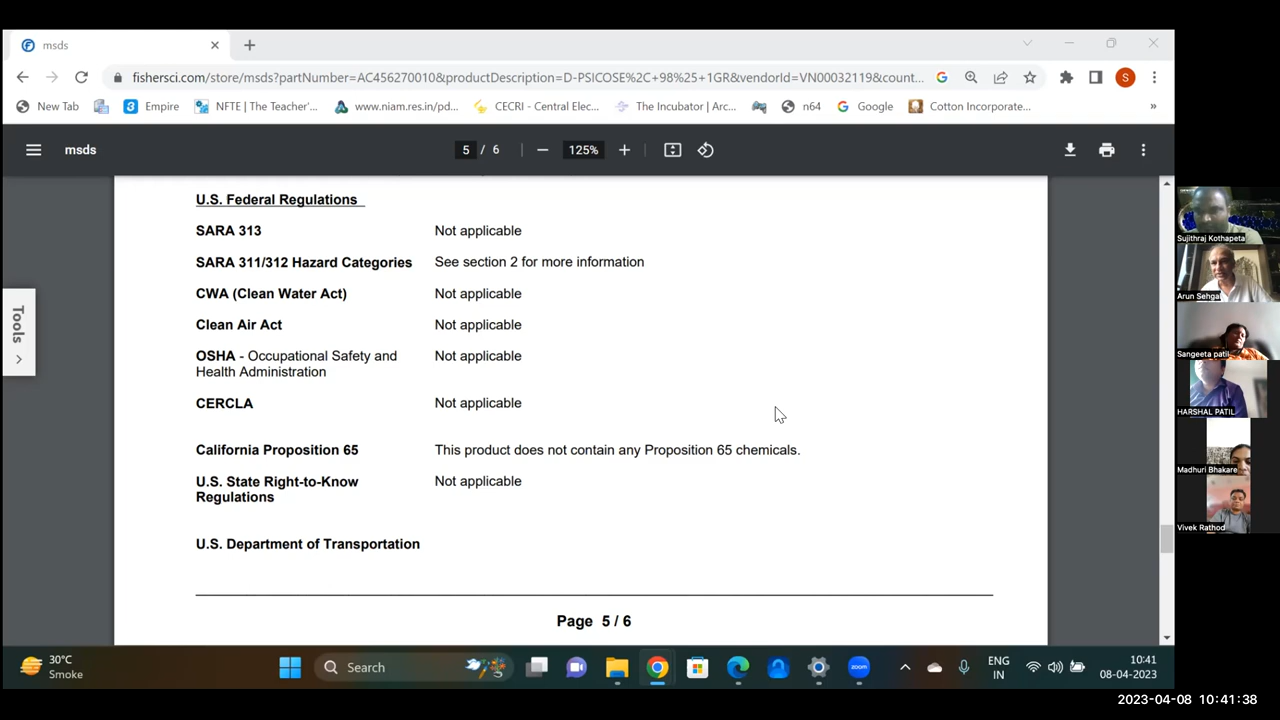 msds
fishersci.com/store/msds?partNumber=AC456270010&productDescription=D-PSICOSE%2C+98%25+1GR&vendorId=VN00032119&count...
New Tab
Empire
NFTE | The Teacher'...
www.niam.res.in/pd...
CECRI - Central Elec...
The Incubator | Arc...
n64
Google
Cotton Incorporate...
»
S
msds
5 / 6
125%
Tools
U.S. Federal Regulations
SARA 313 Not applicable
SARA 311/312 Hazard Categories See section 2 for more information
CWA (Clean Water Act) Not applicable
Clean Air Act Not applicable
OSHA - Occupational Safety and Not applicable
Health Administration
CERCLA Not applicable
California Proposition 65 This product does not contain any Proposition 65 chemicals.
U.S. State Right-to-Know Not applicable
Regulations
U.S. Department of Transportation
Page 5 / 6
Sujithraj Kothapeta
Arun Sehgal
Sangeeta patil
HARSHAL PATIL
Madhuri Bhakare
Vivek Rathod
30°C
Smoke
Search
zoom
ENG
IN
10:41
08-04-2023
2023-04-08 10:41:38